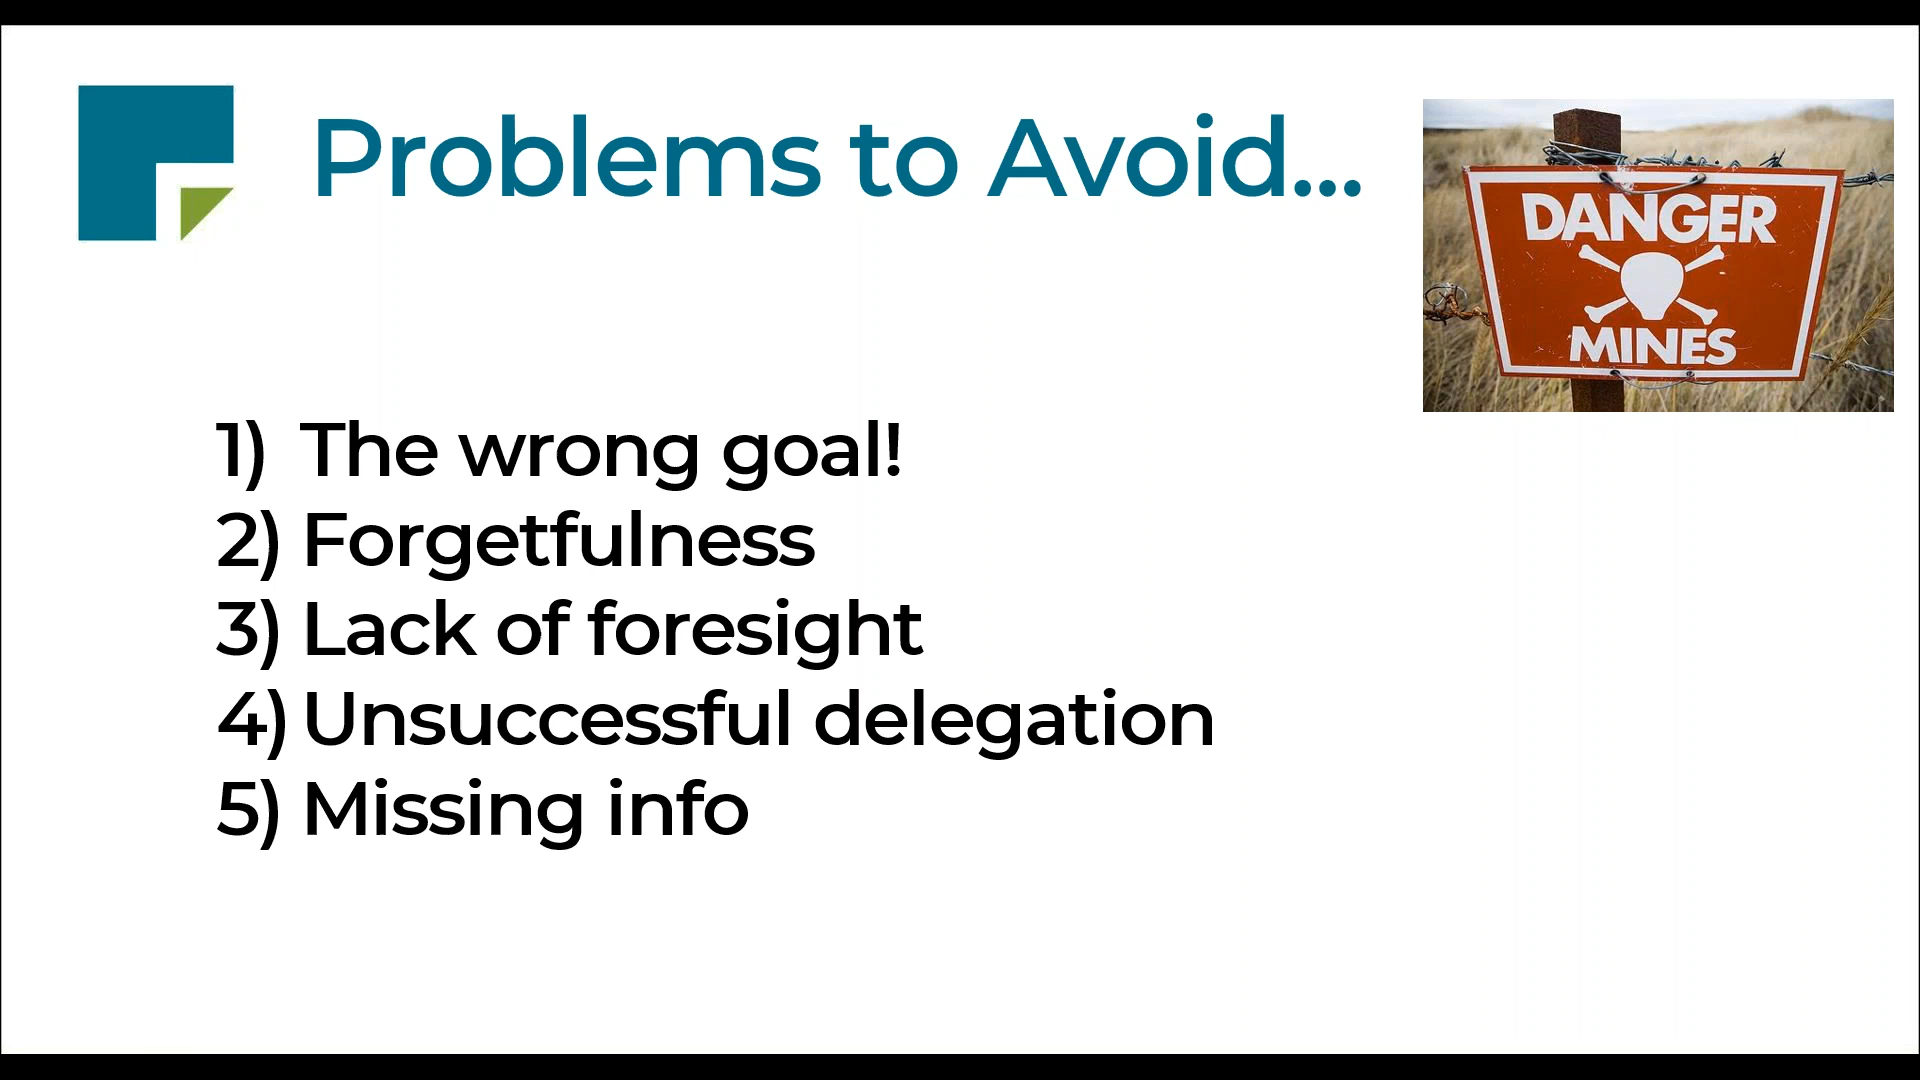 Problems to Avoid...
DANGER
MINES
1) The wrong goal!
2) Forgetfulness
3) Lack of foresight
4) Unsuccessful delegation
5) Missing info